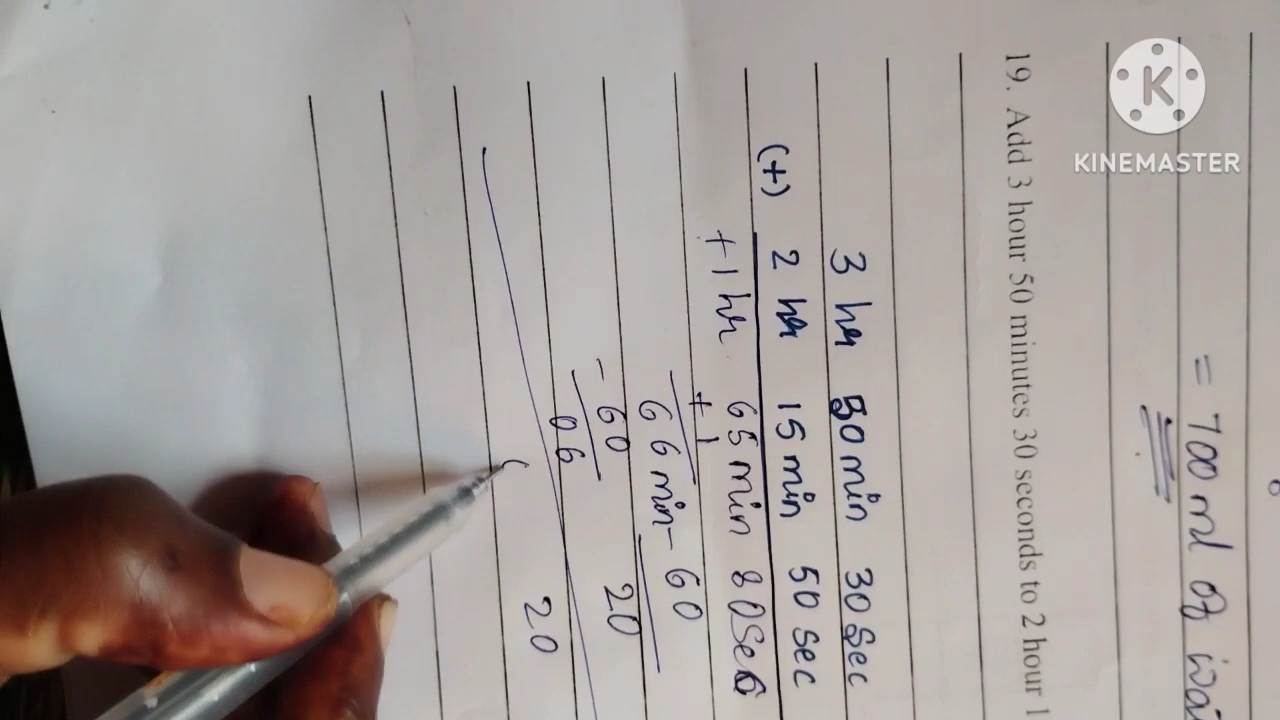 = 700 ml of
19. Add 3 hour 50 minutes 30 seconds to 2 hour 1
3 hr 50 min 30 Sec
(+) 2 hr 15 min 50 sec
+1 hr 65 min 80 Sec
+ 1 - 60
66 min 20
- 60
06
20
K
KINEMASTER